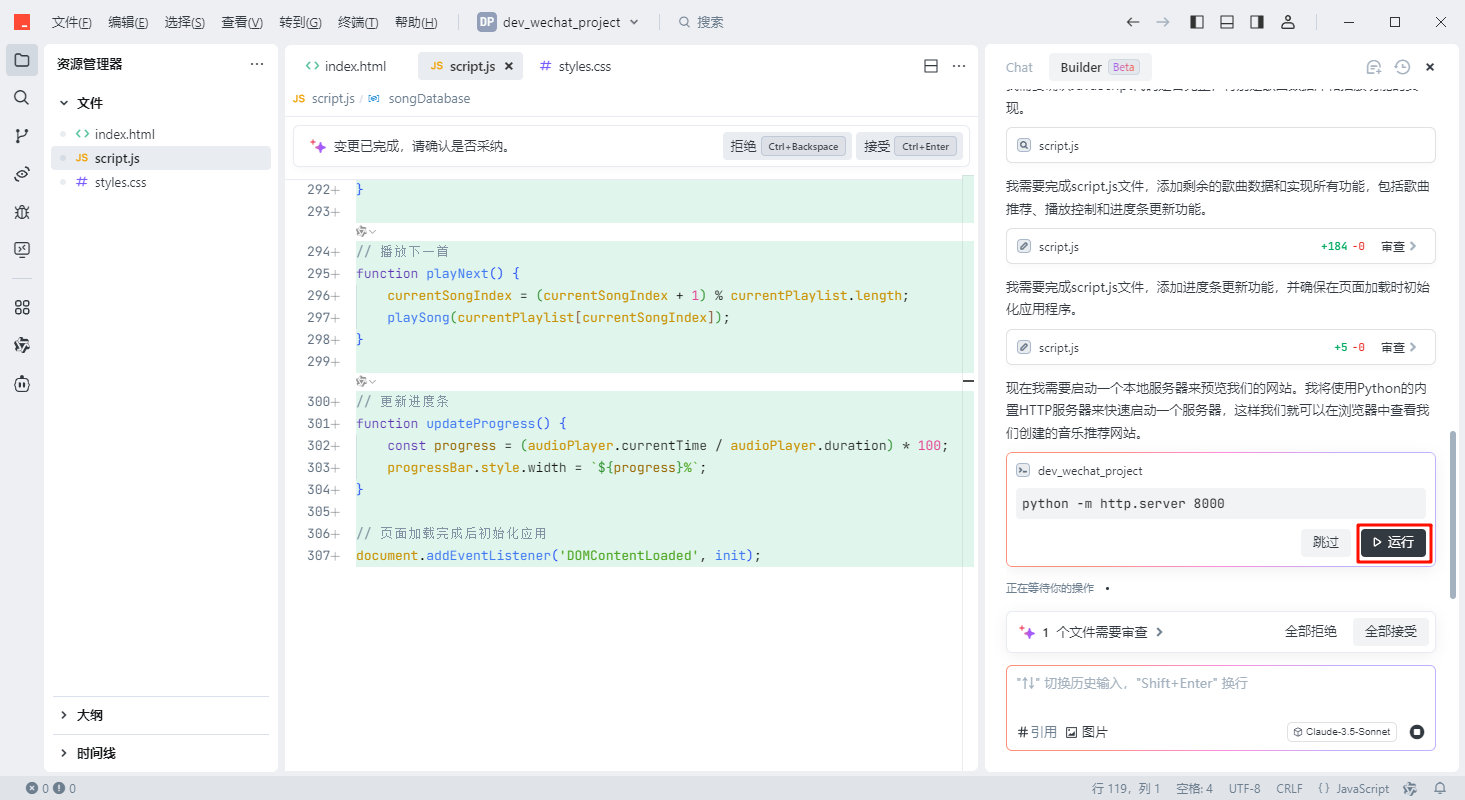 文件(F) 编辑(E) 选择(S) 查看(V) 转到(G) 终端(T) 帮助(H) DP dev_wechat_project 搜索
资源管理器
文件
index.html
script.js
styles.css
大纲
时间线
index.html JS script.js styles.css
JS script.js / songDatabase
变更已完成，请确认是否采纳。 拒绝 Ctrl+Backspace 接受 Ctrl+Enter
292+ }
293+
294+ // 播放下一首
295+ function playNext() {
296+ currentSongIndex = (currentSongIndex + 1) % currentPlaylist.length;
297+ playSong(currentPlaylist[currentSongIndex]);
298+ }
299+
300+ // 更新进度条
301+ function updateProgress() {
302+ const progress = (audioPlayer.currentTime / audioPlayer.duration) * 100;
303+ progressBar.style.width = `${progress}%`;
304+ }
305+
306+ // 页面加载完成后初始化应用
307+ document.addEventListener('DOMContentLoaded', init);
Chat Builder Beta
现。
script.js
我需要完成script.js文件，添加剩余的歌曲数据和实现所有功能，包括歌曲
推荐、播放控制和进度条更新功能。
script.js +184 -0 审查
我需要完成script.js文件，添加进度条更新功能，并确保在页面加载时初始
化应用程序。
script.js +5 -0 审查
现在我需要启动一个本地服务器来预览我们的网站。我将使用Python的内
置HTTP服务器来快速启动一个服务器，这样我们就可以在浏览器中查看我
们创建的音乐推荐网站。
dev_wechat_project
python -m http.server 8000
跳过 运行
正在等待你的操作
1 个文件需要审查 全部拒绝 全部接受
"↑↓" 切换历史输入，"Shift+Enter" 换行
#引用 图片 Claude-3.5-Sonnet
0 0 行 119，列 1 空格: 4 UTF-8 CRLF {} JavaScript